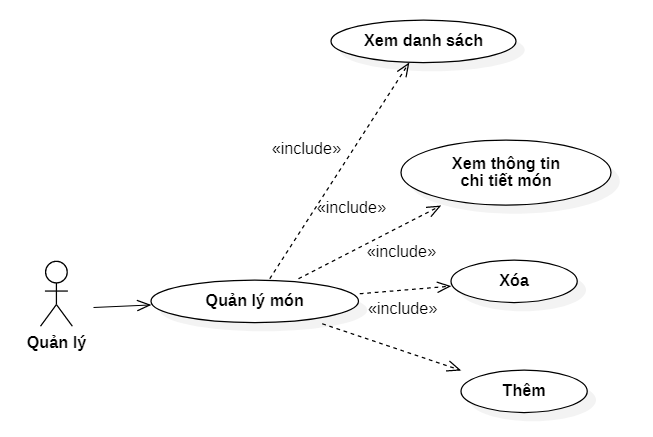 Xem danh sách
«include»
Xem thông tin
chi tiết món
«include»
«include»
Xóa
Quản lý món
«include»
Quản lý
Thêm